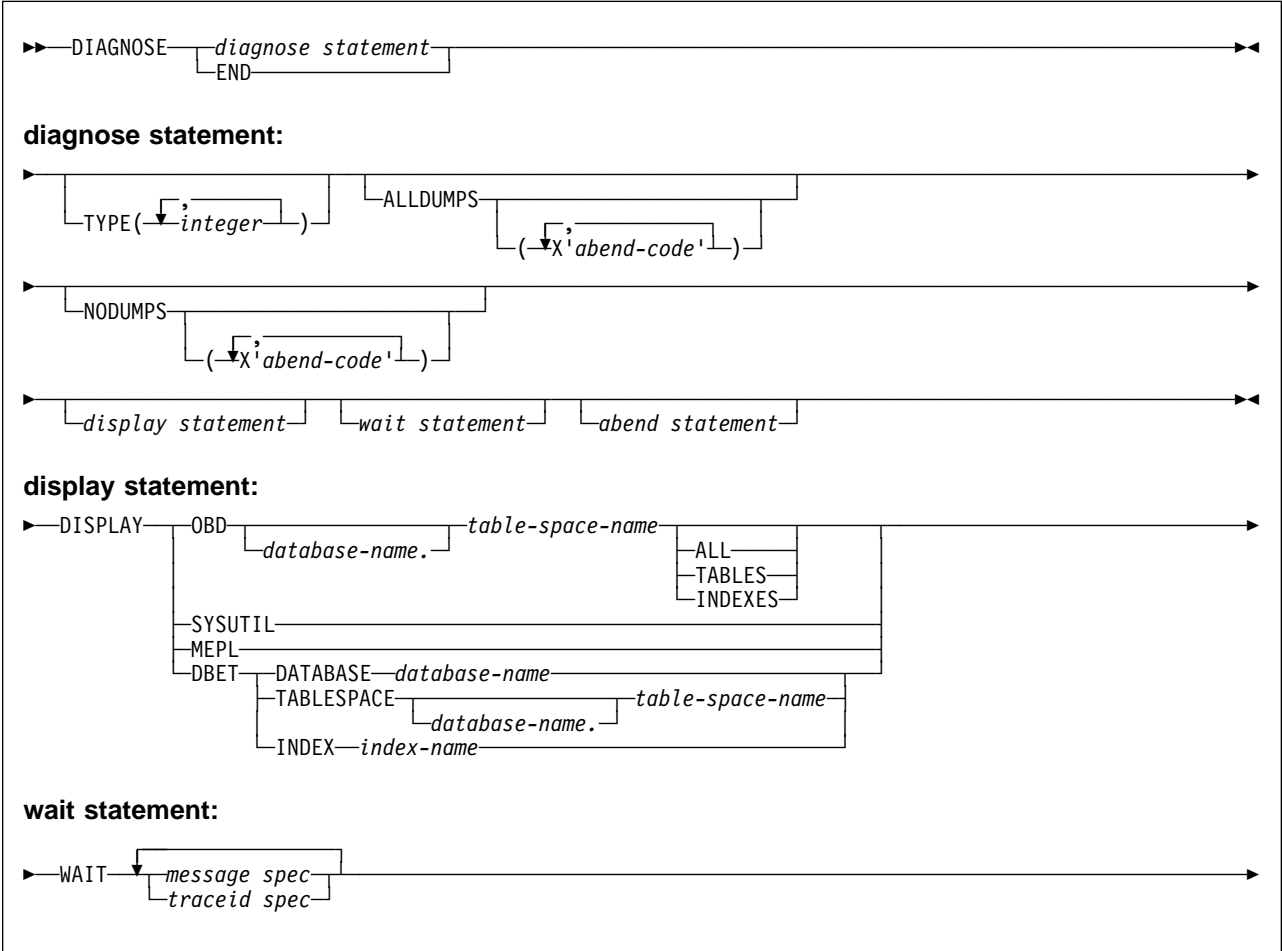 DIAGNOSE diagnose statement
END
diagnose statement:
TYPE( , integer ) ALLDUMPS ( , X'abend-code' )
NODUMPS
( , X'abend-code' )
display statement wait statement abend statement
display statement:
DISPLAY OBD database-name. table-space-name
ALL
TABLES
INDEXES
SYSUTIL
MEPL
DBET DATABASE database-name
TABLESPACE database-name. table-space-name
INDEX index-name
wait statement:
WAIT message spec
traceid spec